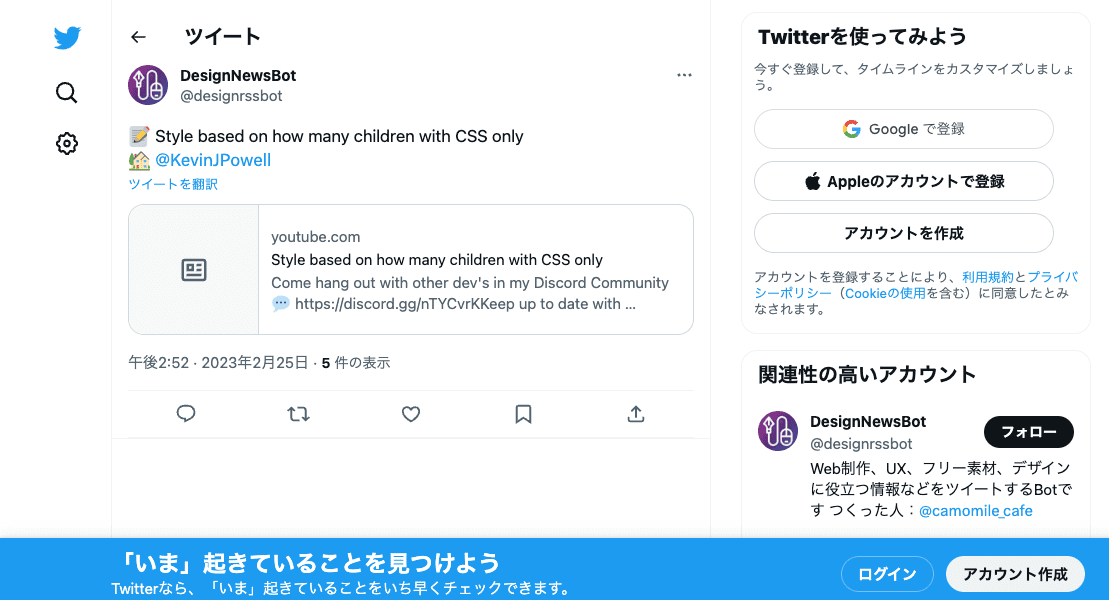 ツイート
DesignNewsBot
@designrssbot
📝 Style based on how many children with CSS only
🏡 @KevinJPowell
ツイートを翻訳
youtube.com
Style based on how many children with CSS only
Come hang out with other dev's in my Discord Community
💬 https://discord.gg/nTYCvrKKeep up to date with ...
午後2:52 · 2023年2月25日 · 5 件の表示
Twitterを使ってみよう
今すぐ登録して、タイムラインをカスタマイズしましょ
う。
Google で登録
Appleのアカウントで登録
アカウントを作成
アカウントを登録することにより、利用規約とプライバ
シーポリシー（Cookieの使用を含む）に同意したとみ
なされます。
関連性の高いアカウント
DesignNewsBot
@designrssbot
フォロー
Web制作、UX、フリー素材、デザイン
に役立つ情報などをツイートするBotで
す つくった人：@camomile_cafe
「いま」起きていることを見つけよう
Twitterなら、「いま」起きていることをいち早くチェックできます。
ログイン
アカウント作成